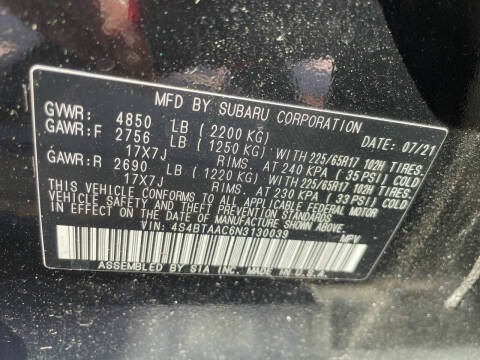 MFD BY SUBARU CORPORATION DATE: 07/21
GVWR: 4850 LB (2200 KG)
GAWR:F 2756 LB (1250 KG) WITH 225/65R17 102H TIRES.
17X7J RIMS. AT 240 KPA (35 PSI) COLD
GAWR:R 2690 LB (1220 KG) WITH 225/65R17 102H TIRES.
17X7J RIMS. AT 230 KPA (33 PSI) COLD
THIS VEHICLE CONFORMS TO ALL APPLICABLE FEDERAL MOTOR
VEHICLE SAFETY AND THEFT PREVENTION STANDARDS
IN EFFECT ON THE DATE OF MANUFACTURE SHOWN ABOVE.
VIN: 4S4BTAAC6N3130039 MPV
ASSEMBLED BY SIA INC. MADE IN U.S.A.